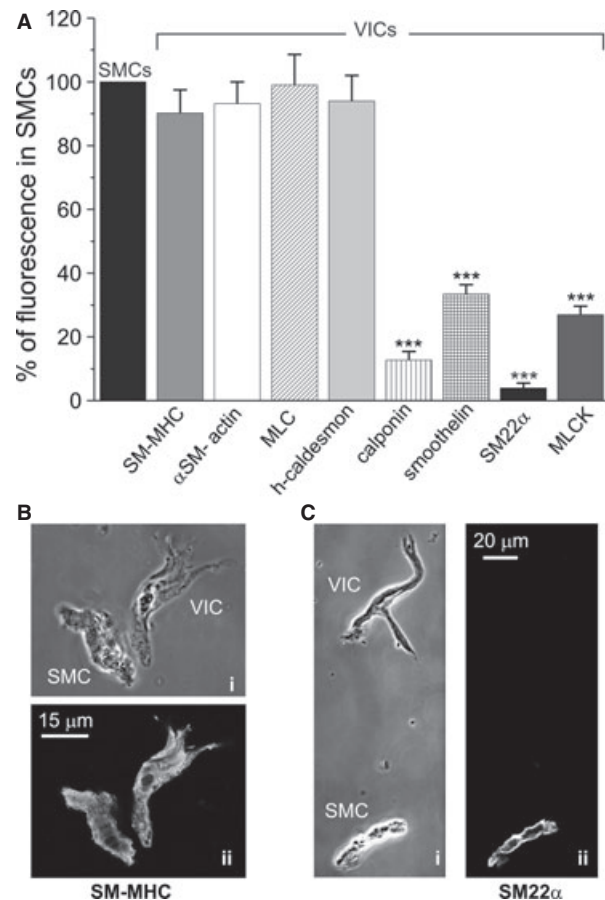 A
% of fluorescence in SMCs
120
100
80
60
40
20
0
SMCs
VICs
***
***
***
***
SM-MHC
αSM- actin
MLC
h-caldesmon
calponin
smoothelin
SM22α
MLCK
B
VIC
SMC
i
15 μm
ii
SM-MHC
C
VIC
SMC
i
20 μm
ii
SM22α